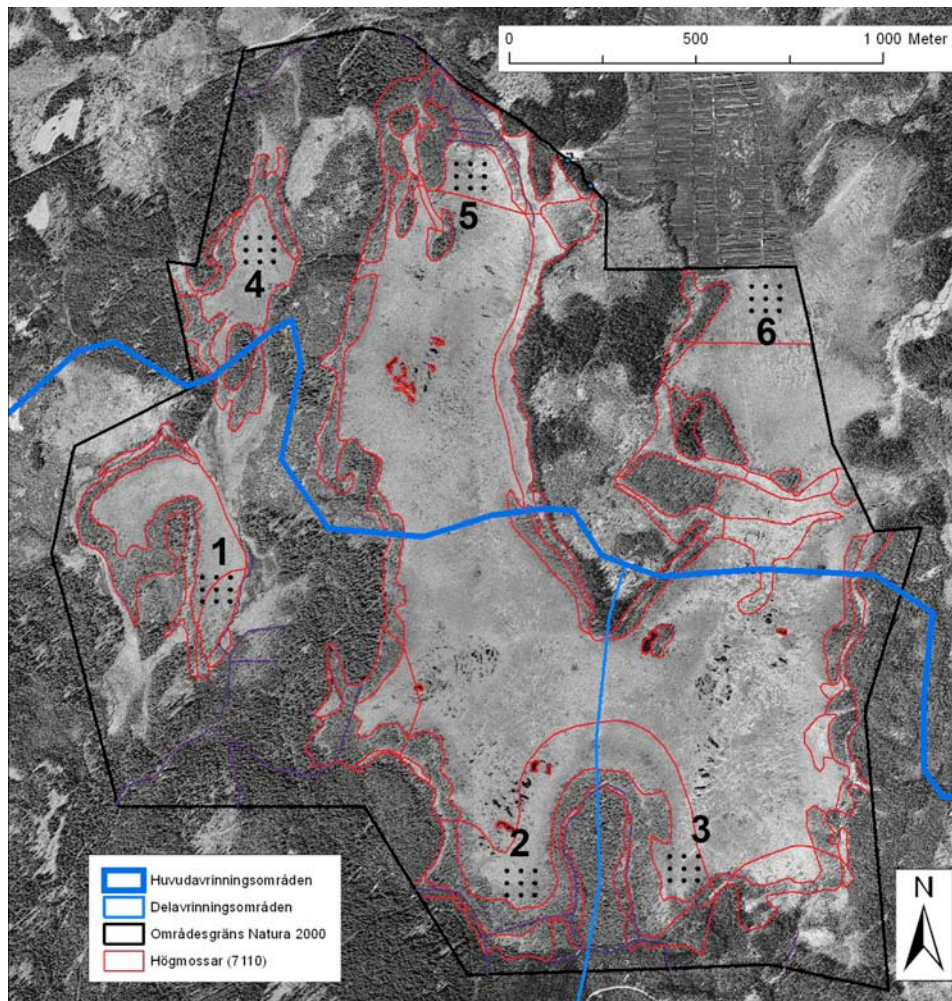 0 500 1 000 Meter
5
4
6
1
2
3
Huvudavrinningsområden
Delavrinningsområden
Områdesgräns Natura 2000
Högmossar (7110)
N